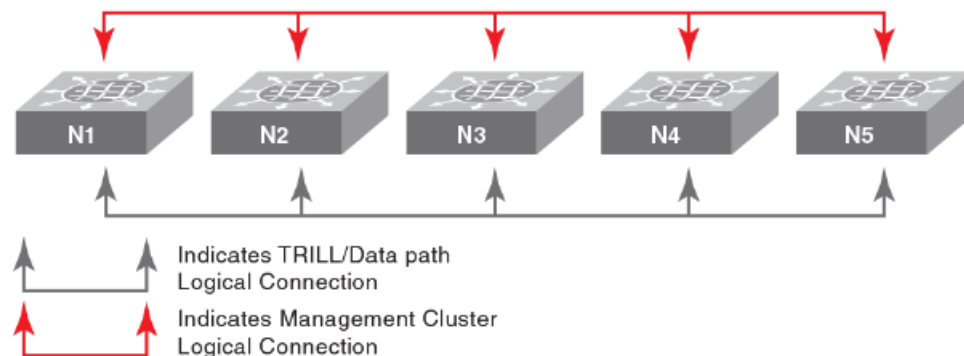 N1 N2 N3 N4 N5
Indicates TRILL/Data path
Logical Connection
Indicates Management Cluster
Logical Connection